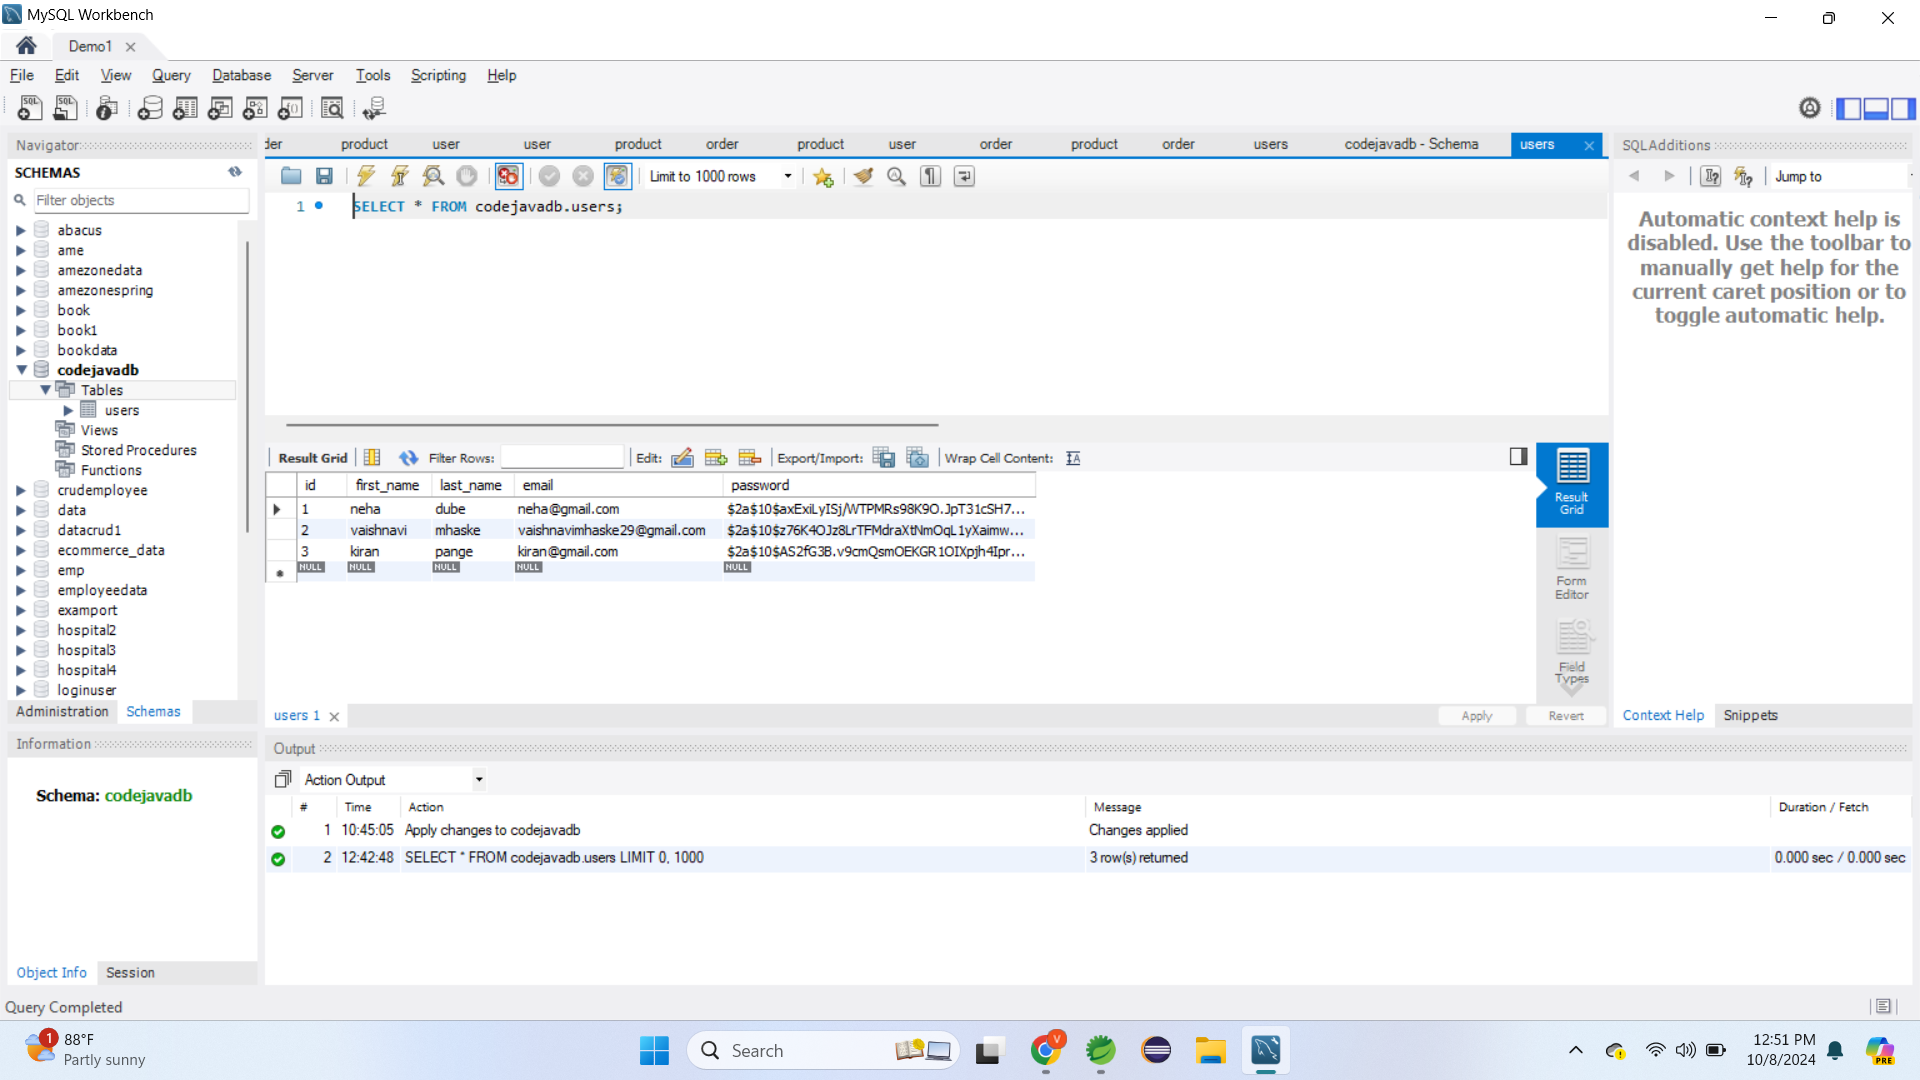 MySQL Workbench
Demo1
File Edit View Query Database Server Tools Scripting Help
Navigator
SCHEMAS
Filter objects
abacus
ame
amezonedata
amezonespring
book
book1
bookdata
codejavadb
Tables
users
Views
Stored Procedures
Functions
crudemployee
data
datacrud1
ecommerce_data
emp
employeedata
examport
hospital2
hospital3
hospital4
loginuser
Administration Schemas
Information
Schema: codejavadb
Object Info Session
Query Completed
der product user user product order product user order product order users codejavadb - Schema users
Limit to 1000 rows
1 SELECT * FROM codejavadb.users;
Result Grid Filter Rows: Edit: Export/Import: Wrap Cell Content:
id first_name last_name email password
1 neha dube neha@gmail.com $2a$10$axExiLyISj/WTPMRs98K9O.JpT31cSH7...
2 vaishnavi mhaske vaishnavimhaske29@gmail.com $2a$10$z76K4OJz8LrTFMdraXtNmOqL1yXaimw...
3 kiran pange kiran@gmail.com $2a$10$AS2fG3B.v9cmQsmOEKGR1OIXpjh4Ipr...
NULL NULL NULL NULL NULL
Result Grid
Form Editor
Field Types
users 1
Apply Revert
SQLAdditions
Jump to
Automatic context help is
disabled. Use the toolbar to
manually get help for the
current caret position or to
toggle automatic help.
Context Help Snippets
Output
Action Output
# Time Action Message Duration / Fetch
1 10:45:05 Apply changes to codejavadb Changes applied
2 12:42:48 SELECT * FROM codejavadb.users LIMIT 0, 1000 3 row(s) returned 0.000 sec / 0.000 sec
1
88°F
Partly sunny
Search
V
12:51 PM
10/8/2024
PRE